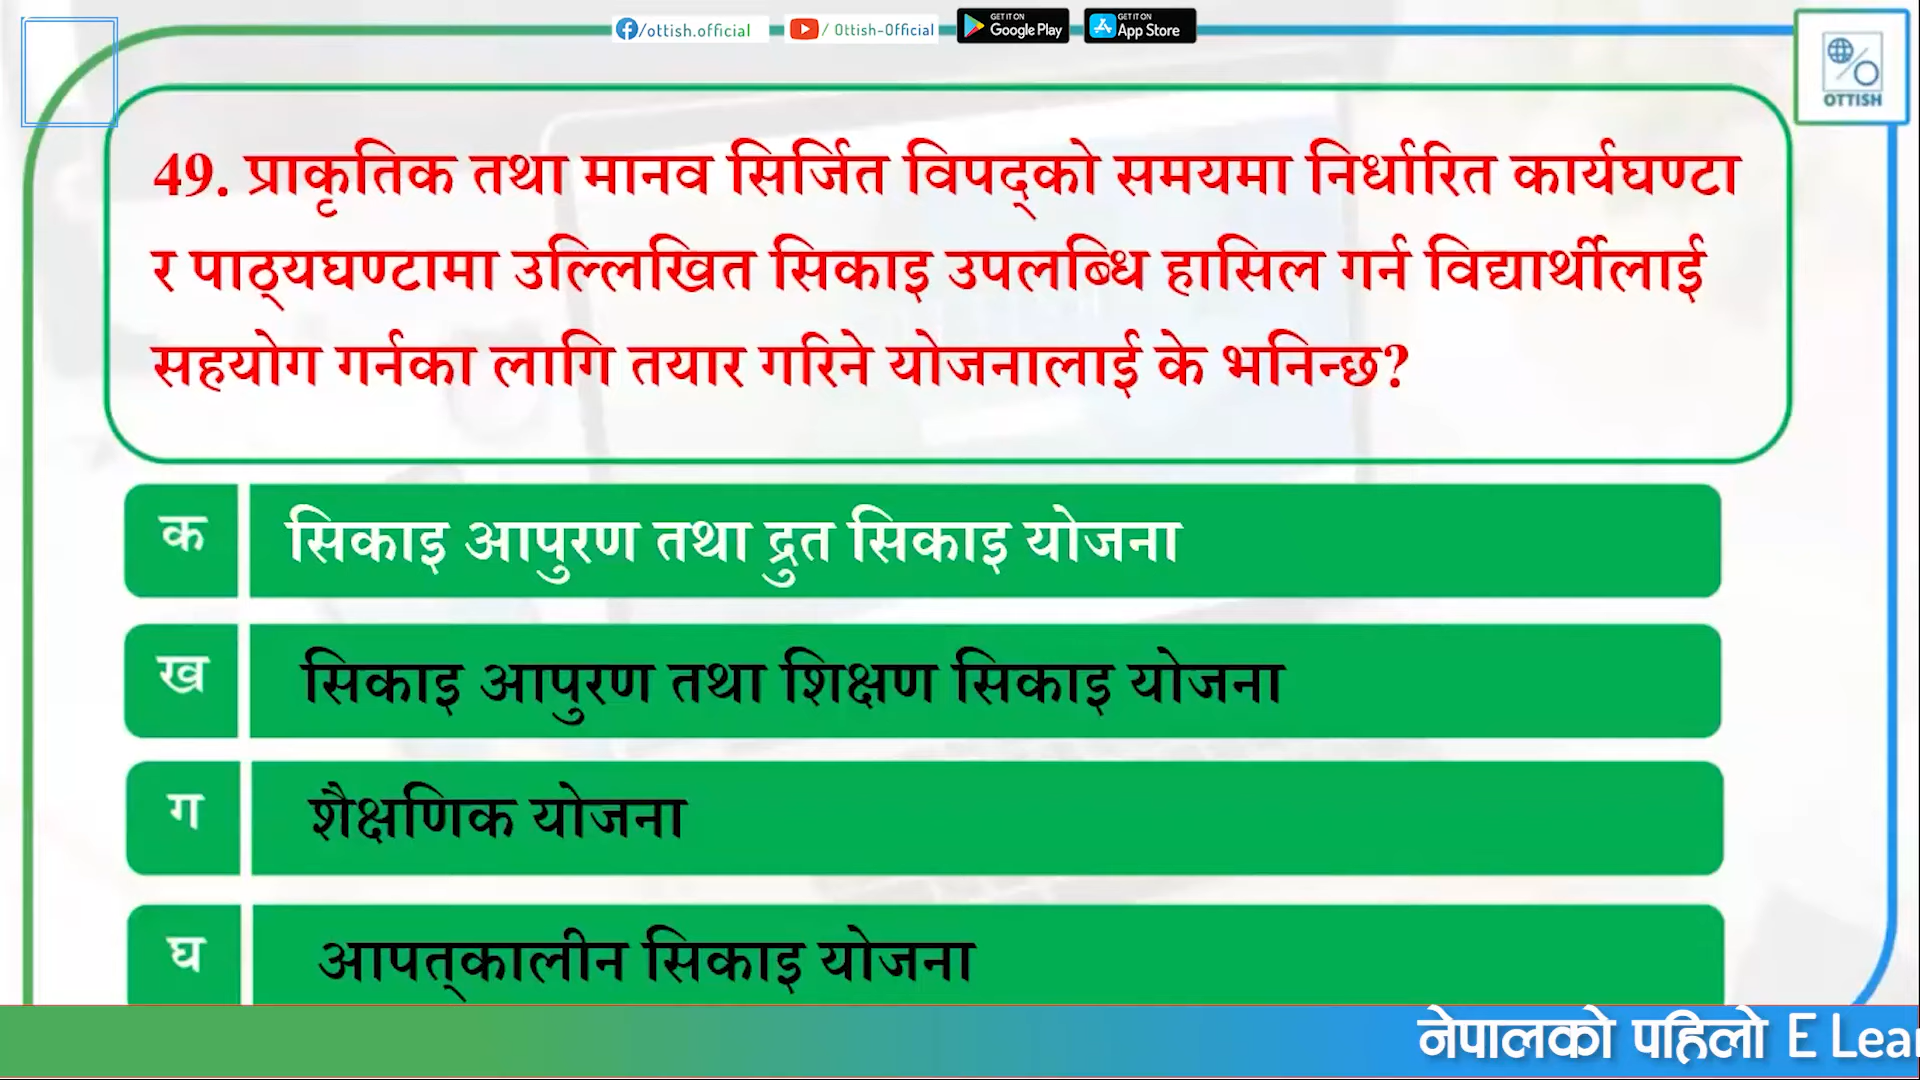 /ottish.official
/ Ottish-Official
GET IT ON
Google Play
GET IT ON
App Store
OTTISH
49. प्राकृतिक तथा मानव सिर्जित विपद्को समयमा निर्धारित कार्यघण्टा
र पाठ्यघण्टामा उल्लिखित सिकाइ उपलब्धि हासिल गर्न विद्यार्थीलाई
सहयोग गर्नका लागि तयार गरिने योजनालाई के भनिन्छ?
क सिकाइ आपुरण तथा द्रुत सिकाइ योजना
ख सिकाइ आपुरण तथा शिक्षण सिकाइ योजना
ग शैक्षणिक योजना
घ आपत्कालीन सिकाइ योजना
नेपालको पहिलो E Lear